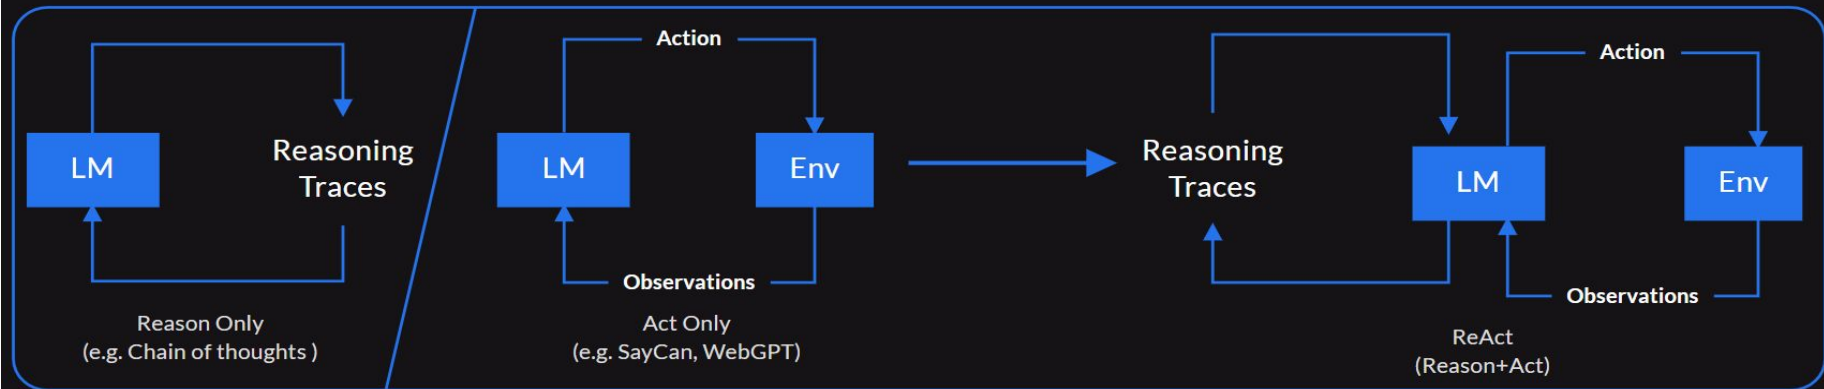 LM
Reasoning
Traces
Reason Only
(e.g. Chain of thoughts )
Action
LM
Env
Observations
Act Only
(e.g. SayCan, WebGPT)
Reasoning
Traces
LM
Action
Env
Observations
ReAct
(Reason+Act)